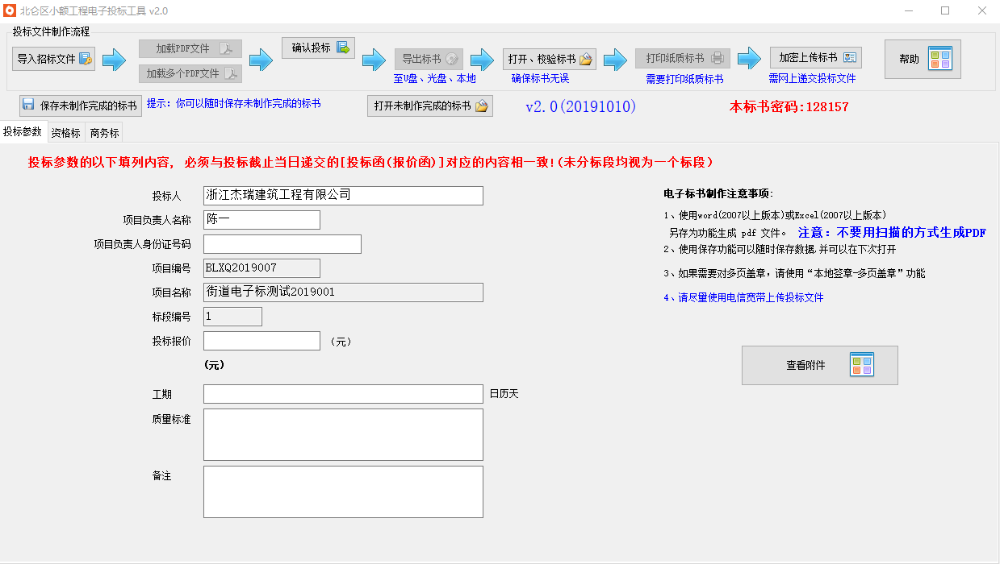 北仑区小额工程电子投标工具 v2.0
投标文件制作流程
导入招标文件
加载PDF文件
加载多个PDF文件
确认投标
导出标书
至U盘、光盘、本地
打开、校验标书
确保标书无误
打印纸质标书
需要打印纸质标书
加密上传标书
需网上递交投标文件
帮助
保存未制作完成的标书
提示: 你可以随时保存未制作完成的标书
打开未制作完成的标书
v2.0(20191010)
本标书密码:128157
投标参数 资格标 商务标
投标参数的以下填列内容, 必须与投标截止当日递交的[投标函(报价函)]对应的内容相一致!(未分标段均视为一个标段)
投标人 浙江杰瑞建筑工程有限公司
项目负责人名称 陈一
项目负责人身份证号码
项目编号 BLXQ2019007
项目名称 街道电子标测试2019001
标段编号 1
投标报价 (元)
(元)
工期 日历天
质量标准
备注
电子标书制作注意事项:
1、使用word(2007以上版本)或Excel(2007以上版本)
另存为功能生成 pdf 文件。 注意：不要用扫描的方式生成PDF
2、使用保存功能可以随时保存数据,并可以在下次打开
3、如果需要对多页盖章，请使用“本地签章-多页盖章”功能
4、请尽量使用电信宽带上传投标文件
查看附件